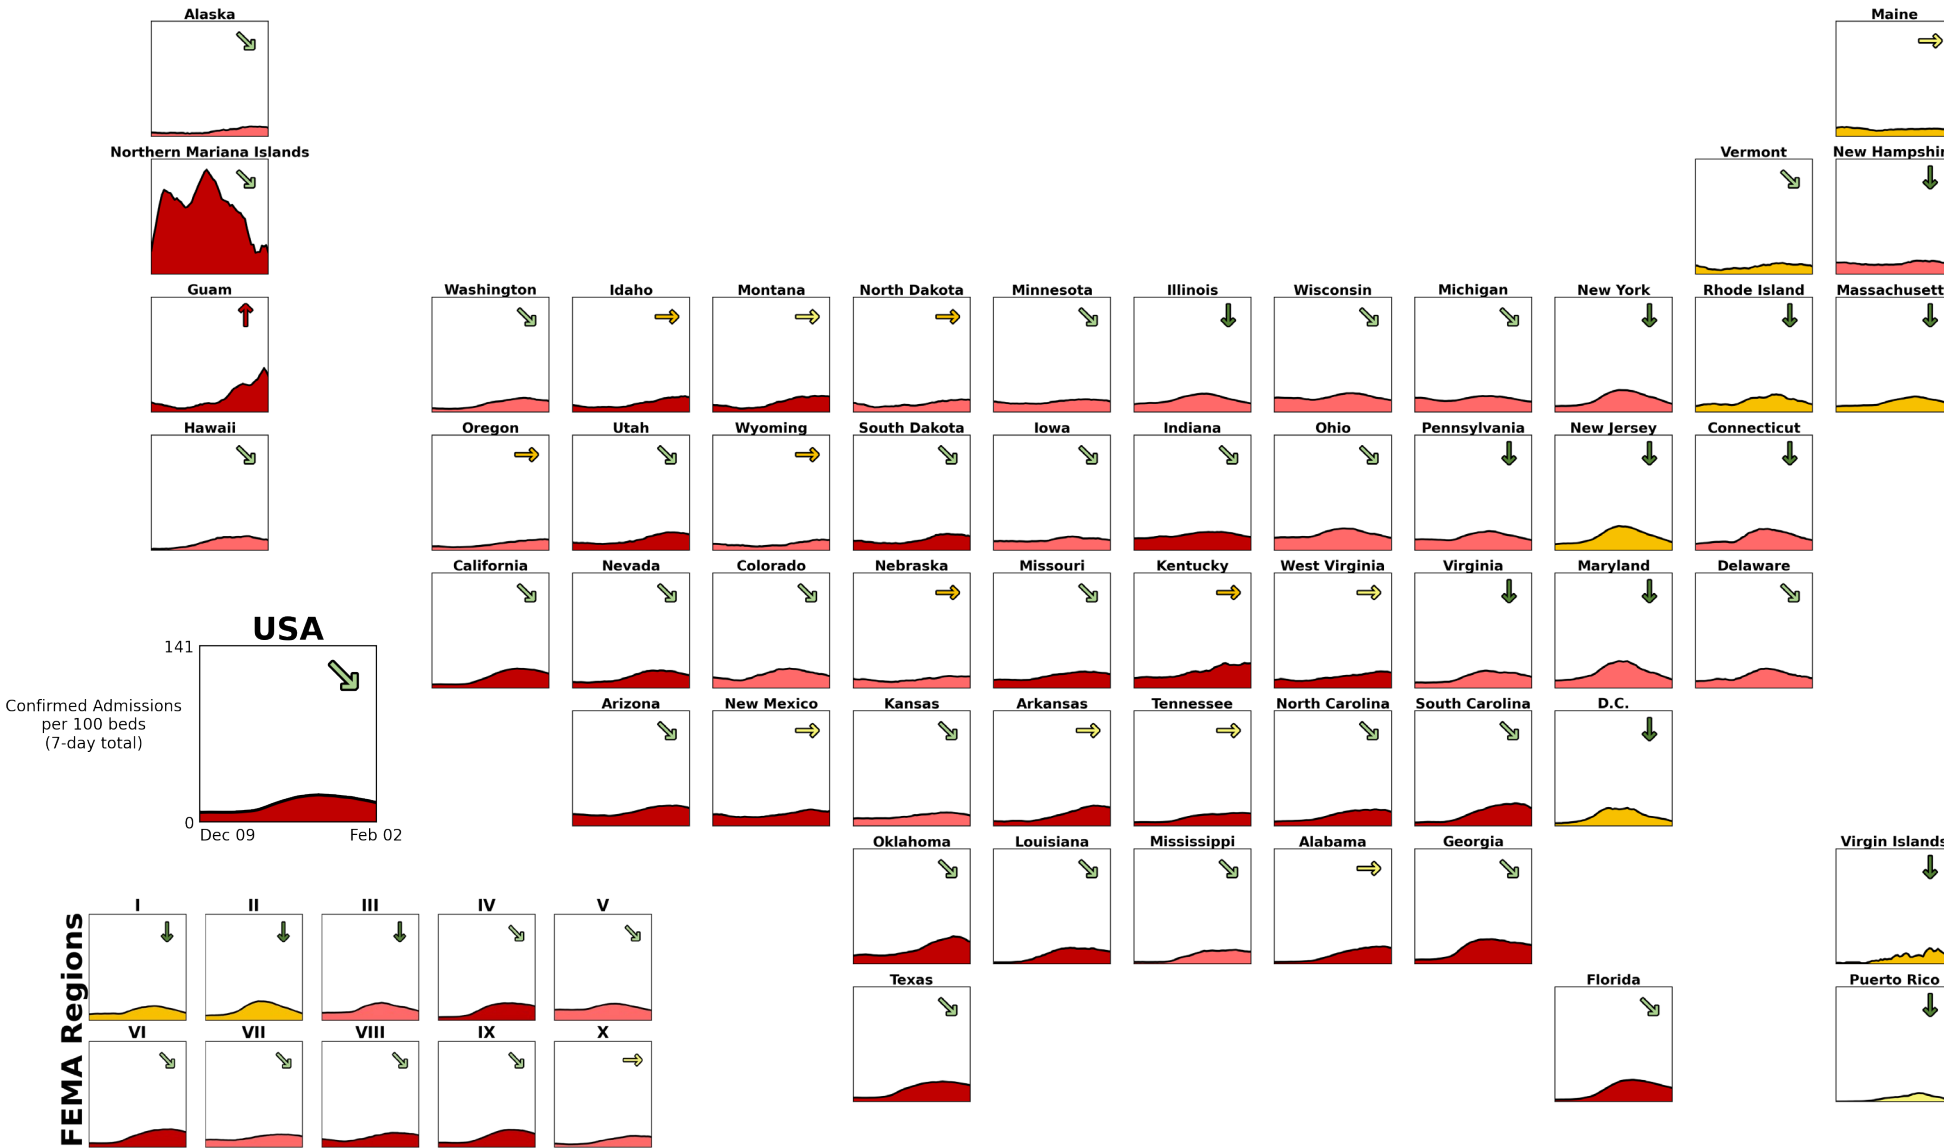 Alaska
Maine
Northern Mariana Islands
Vermont
New Hampshir
Guam
Washington
Idaho
Montana
North Dakota
Minnesota
Illinois
Wisconsin
Michigan
New York
Rhode Island
Massachusett
Hawaii
Oregon
Utah
Wyoming
South Dakota
Iowa
Indiana
Ohio
Pennsylvania
New Jersey
Connecticut
California
Nevada
Colorado
Nebraska
Missouri
Kentucky
West Virginia
Virginia
Maryland
Delaware
USA
141
Confirmed Admissions
per 100 beds
(7-day total)
0
Dec 09
Feb 02
Arizona
New Mexico
Kansas
Arkansas
Tennessee
North Carolina
South Carolina
D.C.
Oklahoma
Louisiana
Mississippi
Alabama
Georgia
Virgin Islands
Texas
Florida
Puerto Rico
FEMA Regions
I
II
III
IV
V
VI
VII
VIII
IX
X